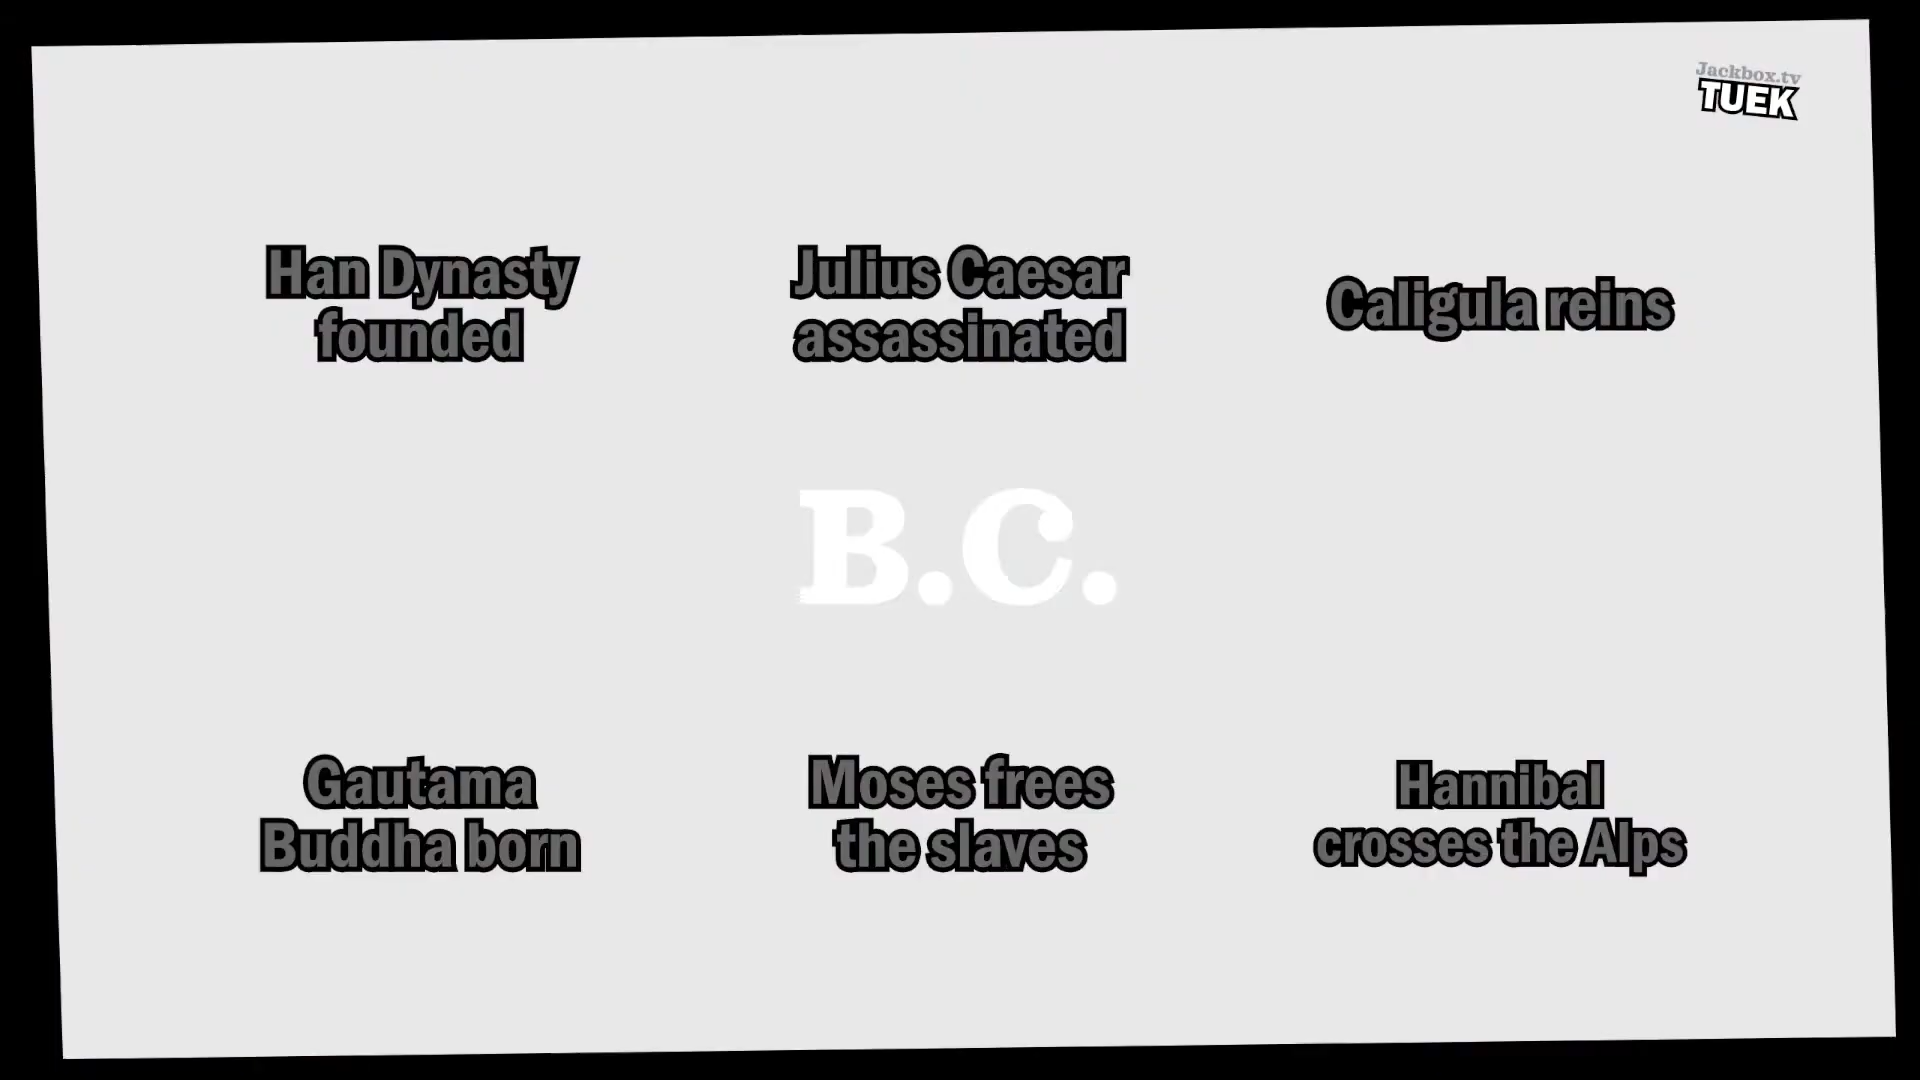 Jackbox.tv
TUEK
Han Dynasty
founded
Julius Caesar
assassinated
Caligula reins
B.C.
Gautama
Buddha born
Moses frees
the slaves
Hannibal
crosses the Alps